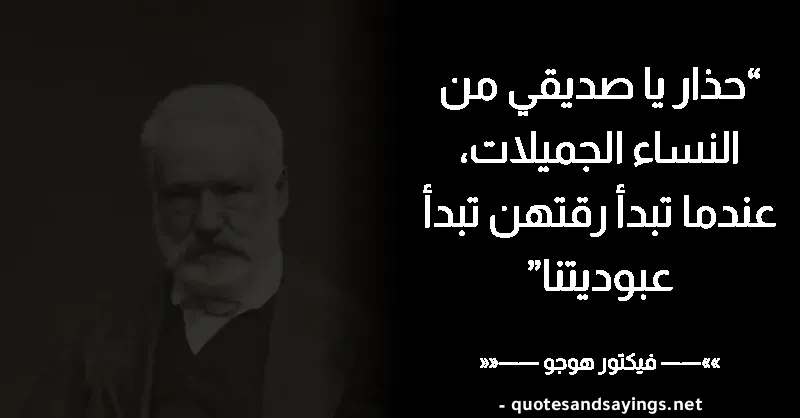 “حذار يا صديقي من
النساء الجميلات،
عندما تبدأ رقتهن تبدأ
عبوديتنا”
»»—— فيكتور هوجو ——««
- quotesandsayings.net